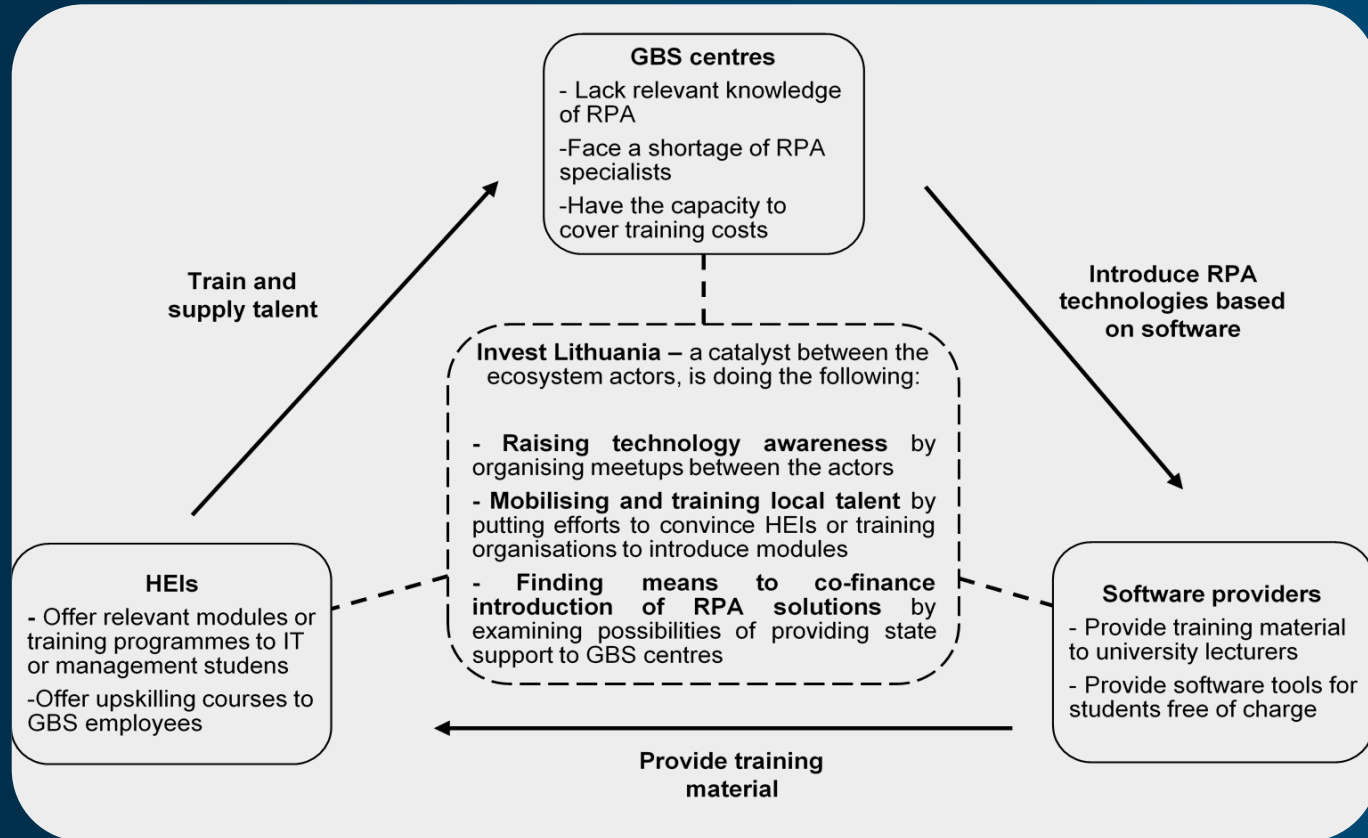 GBS centres
- Lack relevant knowledge
of RPA
-Face a shortage of RPA
specialists
-Have the capacity to
cover training costs
Train and
supply talent
Introduce RPA
technologies based
on software
Invest Lithuania – a catalyst between the
ecosystem actors, is doing the following:
- Raising technology awareness by
organising meetups between the actors
- Mobilising and training local talent by
putting efforts to convince HEIs or training
organisations to introduce modules
- Finding means to co-finance
introduction of RPA solutions by
examining possibilities of providing state
support to GBS centres
HEIs
- Offer relevant modules or
training programmes to IT
or management studens
-Offer upskilling courses to
GBS employees
Software providers
- Provide training material
to university lecturers
- Provide software tools for
students free of charge
Provide training
material